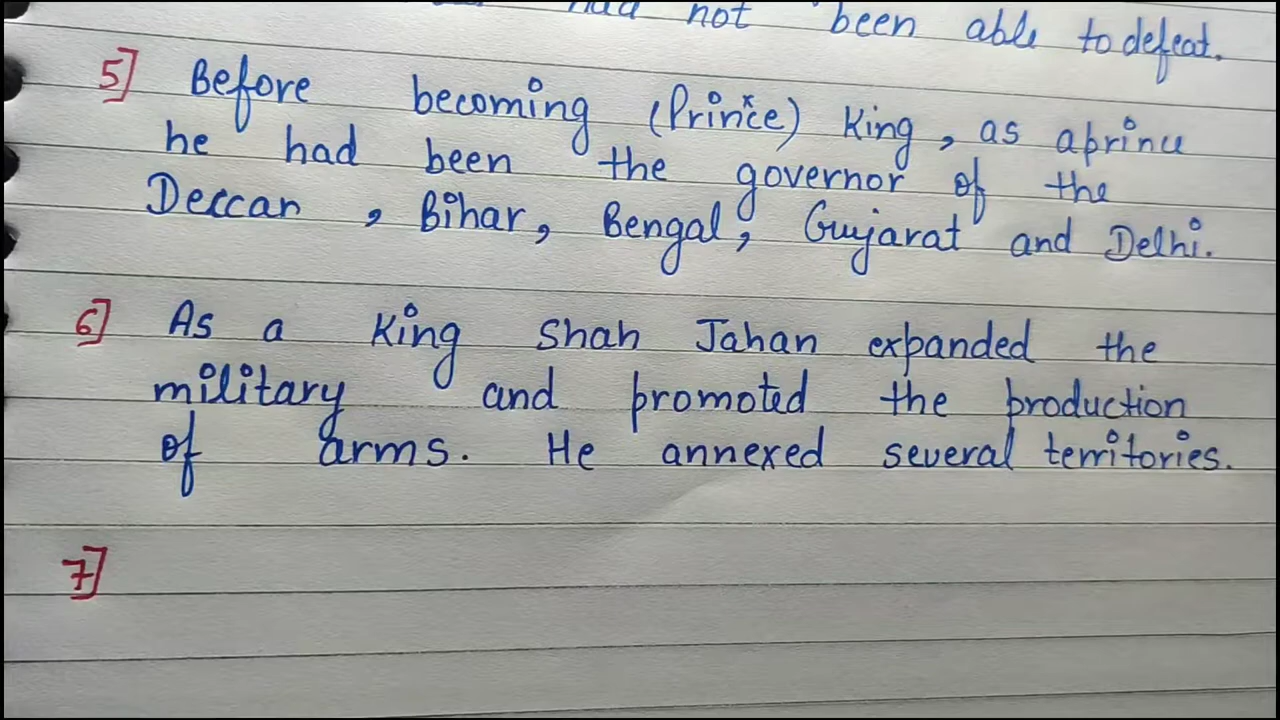 had not been able to defeat.
5] Before becoming (Prince) King, as a prince
he had been the governor of the
Deccan, Bihar, Bengal, Gujarat and Delhi.
6] As a King Shah Jahan expanded the
military and promoted the production
of arms. He annexed several territories.
7]